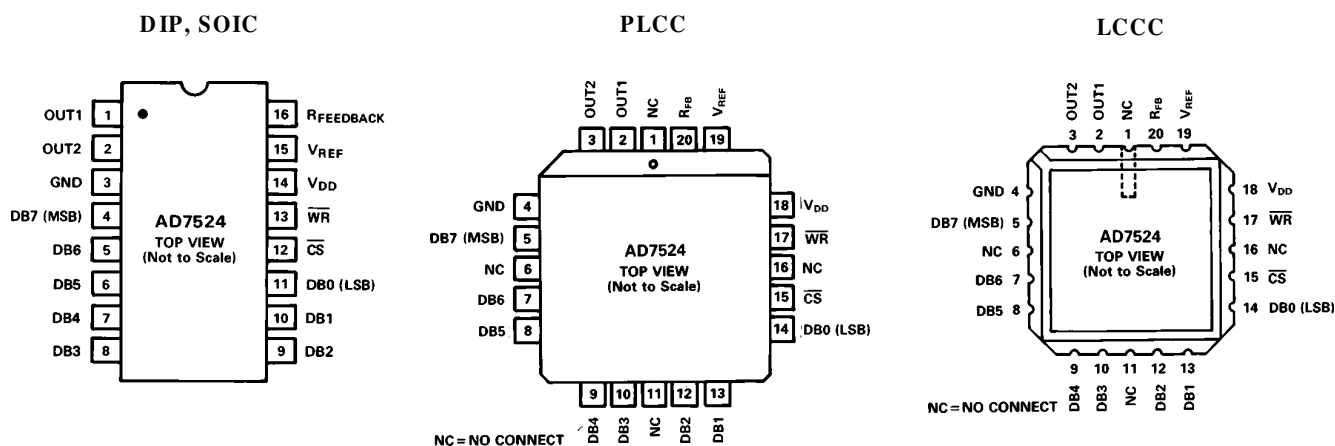 DIP, SOIC
OUT1 1
OUT2 2
GND 3
DB7 (MSB) 4
DB6 5
DB5 6
DB4 7
DB3 8
16 RFEEDBACK
15 VREF
14 VDD
13 WR
12 CS
11 DB0 (LSB)
10 DB1
9 DB2
AD7524
TOP VIEW
(Not to Scale)
PLCC
OUT2 OUT1 NC RFB VREF
3 2 1 20 19
GND 4
DB7 (MSB) 5
NC 6
DB6 7
DB5 8
18 VDD
17 WR
16 NC
15 CS
14 DB0 (LSB)
AD7524
TOP VIEW
(Not to Scale)
9 10 11 12 13
DB4 DB3 NC DB2 DB1
NC = NO CONNECT
LCCC
OUT2 OUT1 NC RFB VREF
3 2 1 20 19
GND 4
DB7 (MSB) 5
NC 6
DB6 7
DB5 8
18 VDD
17 WR
16 NC
15 CS
14 DB0 (LSB)
AD7524
TOP VIEW
(Not to Scale)
9 10 11 12 13
DB4 DB3 NC DB2 DB1
NC = NO CONNECT